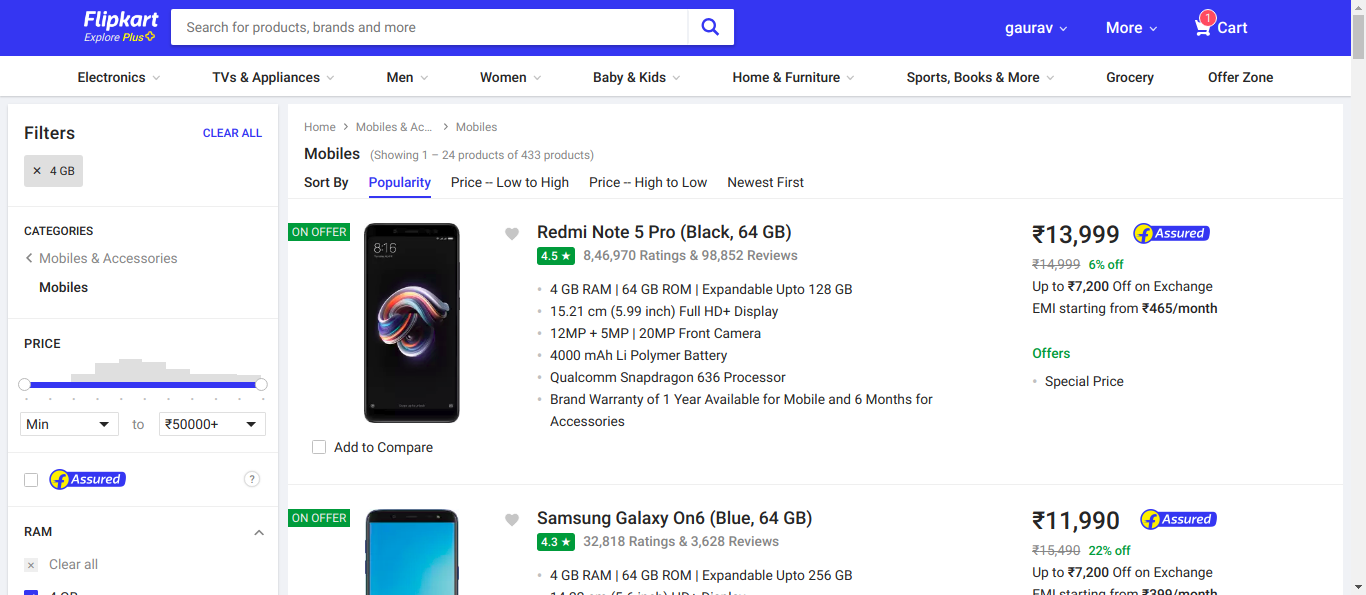 Flipkart
Explore Plus
Search for products, brands and more
gaurav
More
1
Cart
Electronics
TVs & Appliances
Men
Women
Baby & Kids
Home & Furniture
Sports, Books & More
Grocery
Offer Zone
Filters
CLEAR ALL
✕ 4 GB
CATEGORIES
Mobiles & Accessories
Mobiles
PRICE
Min
to
₹50000+
Assured
?
RAM
Clear all
4 GB
Home > Mobiles & Ac... > Mobiles
Mobiles (Showing 1 – 24 products of 433 products)
Sort By Popularity Price -- Low to High Price -- High to Low Newest First
ON OFFER
8:16
Add to Compare
Redmi Note 5 Pro (Black, 64 GB)
4.5 ★ 8,46,970 Ratings & 98,852 Reviews
4 GB RAM | 64 GB ROM | Expandable Upto 128 GB
15.21 cm (5.99 inch) Full HD+ Display
12MP + 5MP | 20MP Front Camera
4000 mAh Li Polymer Battery
Qualcomm Snapdragon 636 Processor
Brand Warranty of 1 Year Available for Mobile and 6 Months for
Accessories
₹13,999
Assured
₹14,999 6% off
Up to ₹7,200 Off on Exchange
EMI starting from ₹465/month
Offers
Special Price
ON OFFER
Samsung Galaxy On6 (Blue, 64 GB)
4.3 ★ 32,818 Ratings & 3,628 Reviews
4 GB RAM | 64 GB ROM | Expandable Upto 256 GB
14.22 cm (5.6 inch) HD+ Display
₹11,990
Assured
₹15,490 22% off
Up to ₹7,200 Off on Exchange
EMI starting from ₹399/month